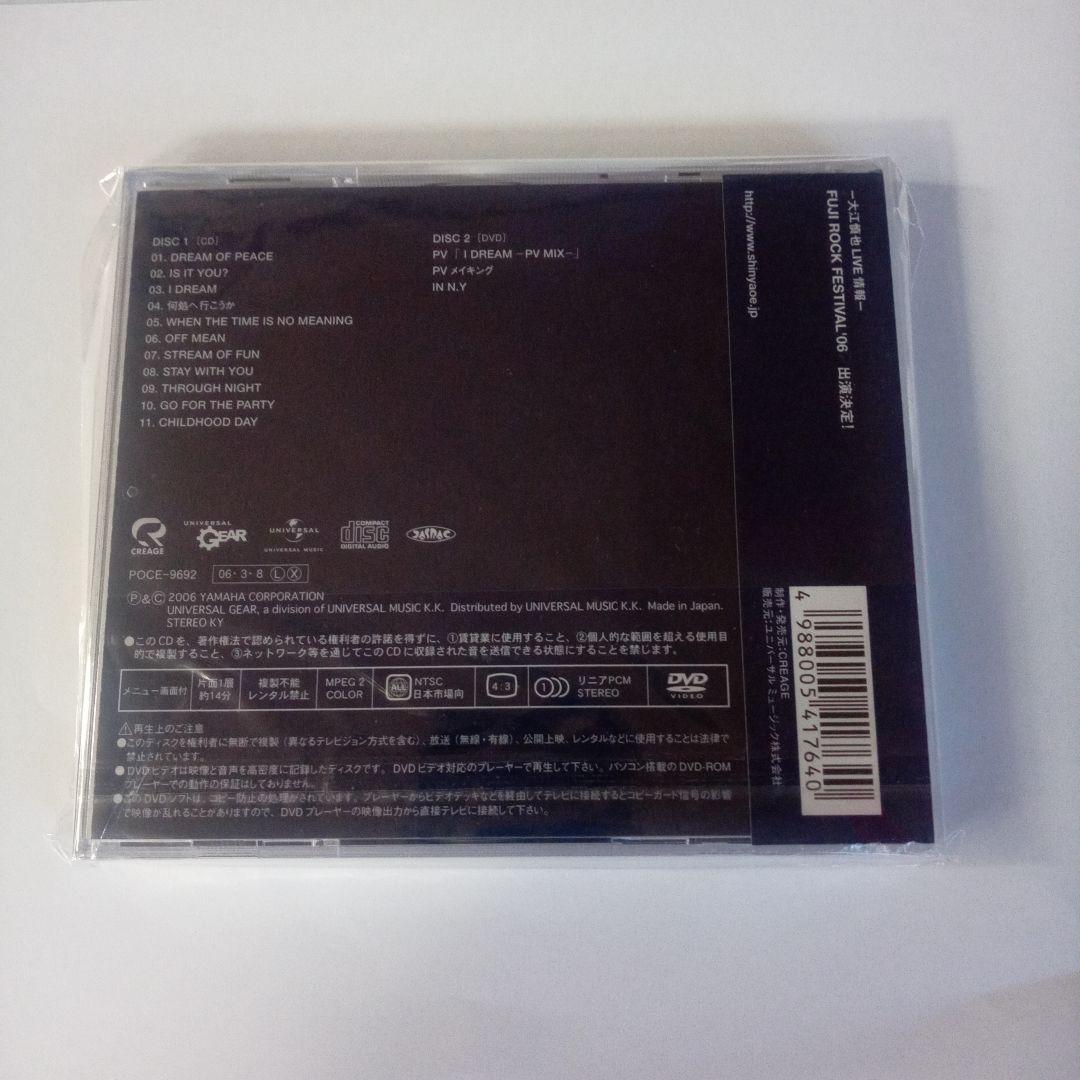 DISC 1 [CD]
01. DREAM OF PEACE
02. IS IT YOU?
03. I DREAM
04. 何処へ行こうか
05. WHEN THE TIME IS NO MEANING
06. OFF MEAN
07. STREAM OF FUN
08. STAY WITH YOU
09. THROUGH NIGHT
10. GO FOR THE PARTY
11. CHILDHOOD DAY
DISC 2 [DVD]
PV「I DREAM –PV MIX–」
PV メイキング
IN N.Y
CREAGE
UNIVERSAL GEAR
UNIVERSAL
UNIVERSAL MUSIC
COMPACT disc DIGITAL AUDIO
JASRAC
POCE-9692 06・3・8 Ⓛ Ⓧ
Ⓟ&Ⓒ 2006 YAMAHA CORPORATION
UNIVERSAL GEAR, a division of UNIVERSAL MUSIC K.K. Distributed by UNIVERSAL MUSIC K.K. Made in Japan.
STEREO KY
●このCDを、著作権法で認められている権利者の許諾を得ずに、①賃貸業に使用すること、②個人的な範囲を超える使用目
的で複製すること、③ネットワーク等を通じてこのCDに収録された音を送信できる状態にすることを禁じます。
メニュー画面付
片面1層
約14分
複製不能
レンタル禁止
MPEG 2
COLOR
ALL
NTSC
日本市場向
4:3
1
リニアPCM
STEREO
DVD VIDEO
⚠再生上のご注意
●このディスクを権利者に無断で複製(異なるテレビジョン方式を含む)、放送(無線・有線)、公開上映、レンタルなどに使用することは法律で
禁止されています。
●DVDビデオは映像と音声を高密度に記録したディスクです。DVDビデオ対応のプレーヤーで再生して下さい。パソコン搭載のDVD-ROM
プレーヤーでの動作の保証はしておりません。
●このDVDソフトは、コピー防止の処理がされています。プレーヤーからビデオデッキなどを経由してテレビに接続するとコピーガード信号の影響
で映像が乱れることがありますので、DVDプレーヤーの映像出力から直接テレビに接続して下さい。
−大江慎也 LIVE 情報−
FUJI ROCK FESTIVAL '06 出演決定!
http://www.shinyaoe.jp
制作・発売元:CREAGE
販売元:ユニバーサル ミュージック株式会社
4 988005 417640